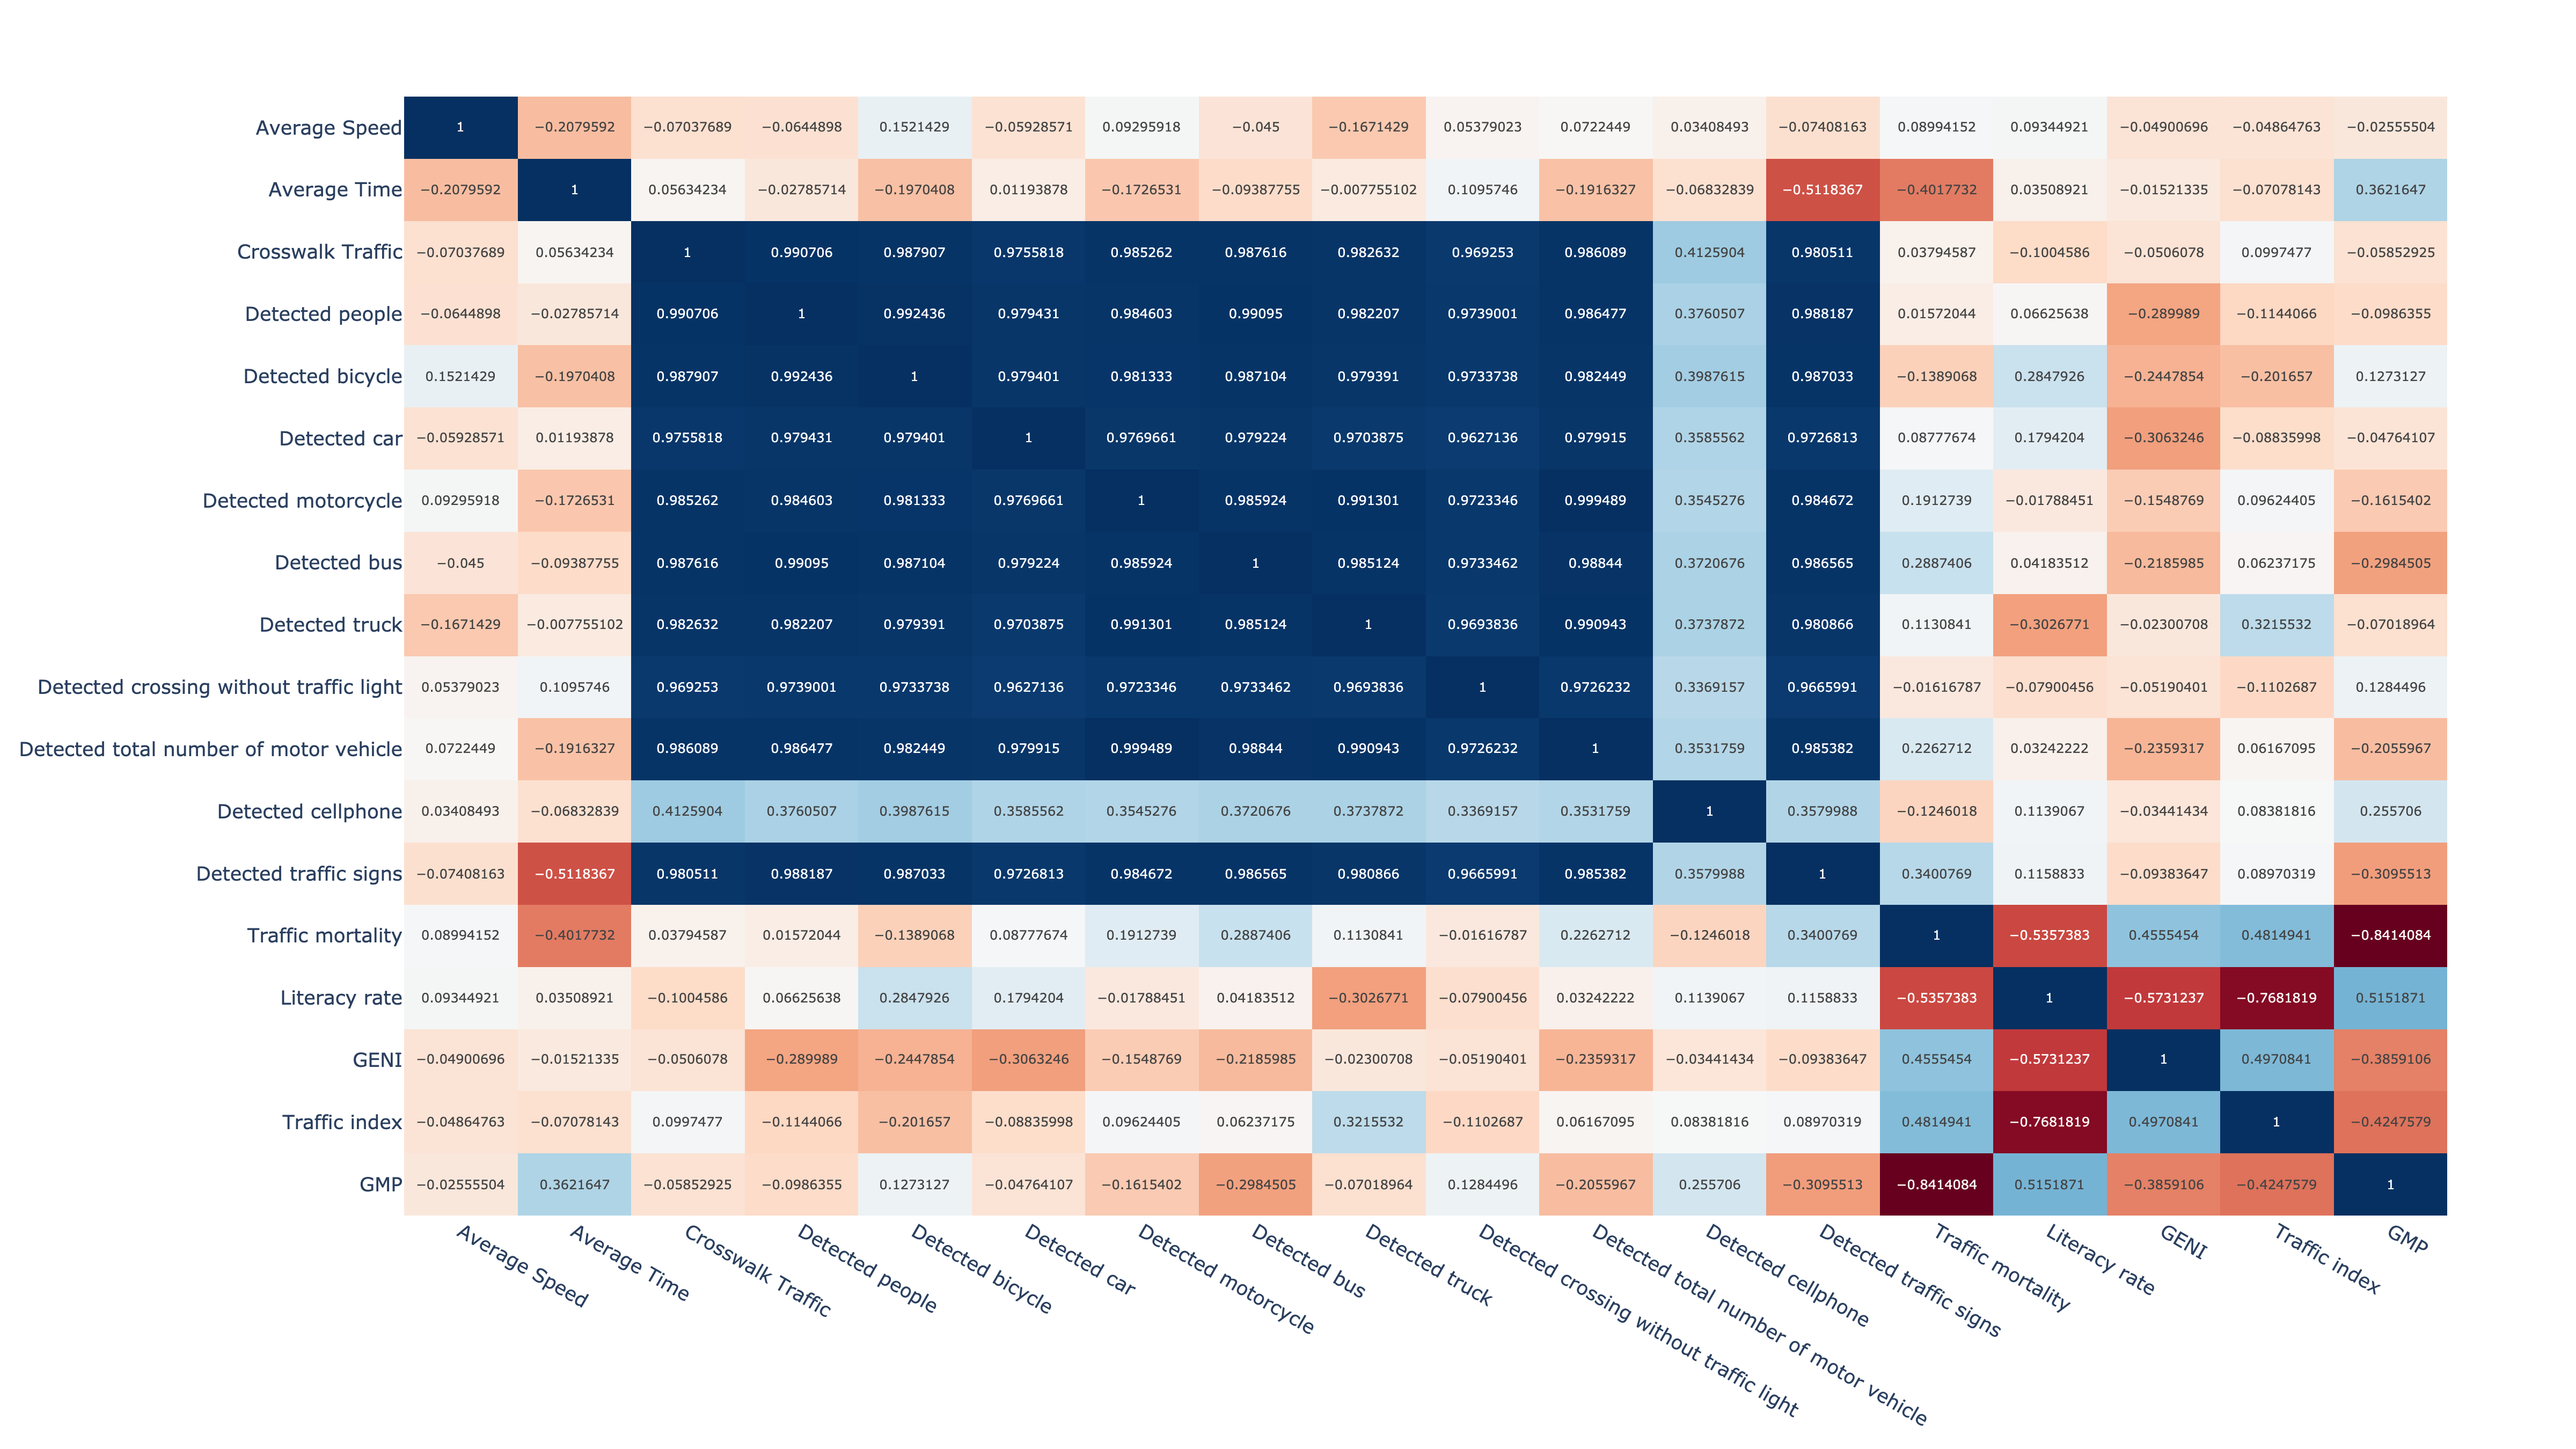 Average Speed 1 −0.2079592 −0.07037689 −0.0644898 0.1521429 −0.05928571 0.09295918 −0.045 −0.1671429 0.05379023 0.0722449 0.03408493 −0.07408163 0.08994152 0.09344921 −0.04900696 −0.04864763 −0.02555504
Average Time −0.2079592 1 0.05634234 −0.02785714 −0.1970408 0.01193878 −0.1726531 −0.09387755 −0.007755102 0.1095746 −0.1916327 −0.06832839 −0.5118367 −0.4017732 0.03508921 −0.01521335 −0.07078143 0.3621647
Crosswalk Traffic −0.07037689 0.05634234 1 0.990706 0.987907 0.9755818 0.985262 0.987616 0.982632 0.969253 0.986089 0.4125904 0.980511 0.03794587 −0.1004586 −0.0506078 0.0997477 −0.05852925
Detected people −0.0644898 −0.02785714 0.990706 1 0.992436 0.979431 0.984603 0.99095 0.982207 0.9739001 0.986477 0.3760507 0.988187 0.01572044 0.06625638 −0.289989 −0.1144066 −0.0986355
Detected bicycle 0.1521429 −0.1970408 0.987907 0.992436 1 0.979401 0.981333 0.987104 0.979391 0.9733738 0.982449 0.3987615 0.987033 −0.1389068 0.2847926 −0.2447854 −0.201657 0.1273127
Detected car −0.05928571 0.01193878 0.9755818 0.979431 0.979401 1 0.9769661 0.979224 0.9703875 0.9627136 0.979915 0.3585562 0.9726813 0.08777674 0.1794204 −0.3063246 −0.08835998 −0.04764107
Detected motorcycle 0.09295918 −0.1726531 0.985262 0.984603 0.981333 0.9769661 1 0.985924 0.991301 0.9723346 0.999489 0.3545276 0.984672 0.1912739 −0.01788451 −0.1548769 0.09624405 −0.1615402
Detected bus −0.045 −0.09387755 0.987616 0.99095 0.987104 0.979224 0.985924 1 0.985124 0.9733462 0.98844 0.3720676 0.986565 0.2887406 0.04183512 −0.2185985 0.06237175 −0.2984505
Detected truck −0.1671429 −0.007755102 0.982632 0.982207 0.979391 0.9703875 0.991301 0.985124 1 0.9693836 0.990943 0.3737872 0.980866 0.1130841 −0.3026771 −0.02300708 0.3215532 −0.07018964
Detected crossing without traffic light 0.05379023 0.1095746 0.969253 0.9739001 0.9733738 0.9627136 0.9723346 0.9733462 0.9693836 1 0.9726232 0.3369157 0.9665991 −0.01616787 −0.07900456 −0.05190401 −0.1102687 0.1284496
Detected total number of motor vehicle 0.0722449 −0.1916327 0.986089 0.986477 0.982449 0.979915 0.999489 0.98844 0.990943 0.9726232 1 0.3531759 0.985382 0.2262712 0.03242222 −0.2359317 0.06167095 −0.2055967
Detected cellphone 0.03408493 −0.06832839 0.4125904 0.3760507 0.3987615 0.3585562 0.3545276 0.3720676 0.3737872 0.3369157 0.3531759 1 0.3579988 −0.1246018 0.1139067 −0.03441434 0.08381816 0.255706
Detected traffic signs −0.07408163 −0.5118367 0.980511 0.988187 0.987033 0.9726813 0.984672 0.986565 0.980866 0.9665991 0.985382 0.3579988 1 0.3400769 0.1158833 −0.09383647 0.08970319 −0.3095513
Traffic mortality 0.08994152 −0.4017732 0.03794587 0.01572044 −0.1389068 0.08777674 0.1912739 0.2887406 0.1130841 −0.01616787 0.2262712 −0.1246018 0.3400769 1 −0.5357383 0.4555454 0.4814941 −0.8414084
Literacy rate 0.09344921 0.03508921 −0.1004586 0.06625638 0.2847926 0.1794204 −0.01788451 0.04183512 −0.3026771 −0.07900456 0.03242222 0.1139067 0.1158833 −0.5357383 1 −0.5731237 −0.7681819 0.5151871
GENI −0.04900696 −0.01521335 −0.0506078 −0.289989 −0.2447854 −0.3063246 −0.1548769 −0.2185985 −0.02300708 −0.05190401 −0.2359317 −0.03441434 −0.09383647 0.4555454 −0.5731237 1 0.4970841 −0.3859106
Traffic index −0.04864763 −0.07078143 0.0997477 −0.1144066 −0.201657 −0.08835998 0.09624405 0.06237175 0.3215532 −0.1102687 0.06167095 0.08381816 0.08970319 0.4814941 −0.7681819 0.4970841 1 −0.4247579
GMP −0.02555504 0.3621647 −0.05852925 −0.0986355 0.1273127 −0.04764107 −0.1615402 −0.2984505 −0.07018964 0.1284496 −0.2055967 0.255706 −0.3095513 −0.8414084 0.5151871 −0.3859106 −0.4247579 1
Average Speed
Average Time
Crosswalk Traffic
Detected people
Detected bicycle
Detected car
Detected motorcycle
Detected bus
Detected truck
Detected crossing without traffic light
Detected total number of motor vehicle
Detected cellphone
Detected traffic signs
Traffic mortality
Literacy rate
GENI
Traffic index
GMP